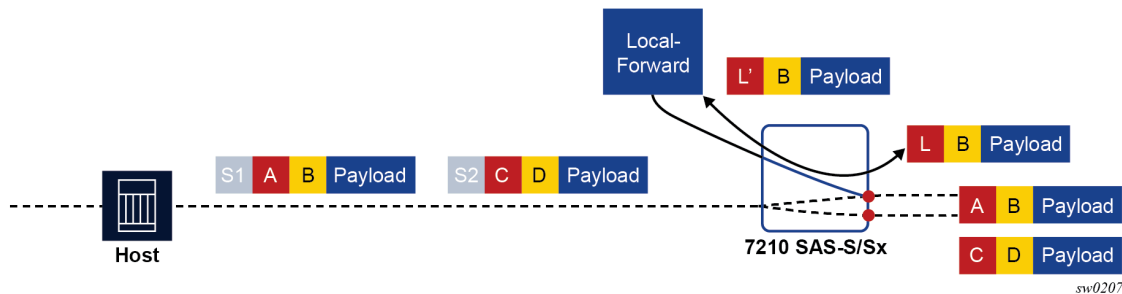 Local-
Forward
L' B Payload
L B Payload
S1 A B Payload
S2 C D Payload
A B Payload
Host
7210 SAS-S/Sx
C D Payload
sw0207